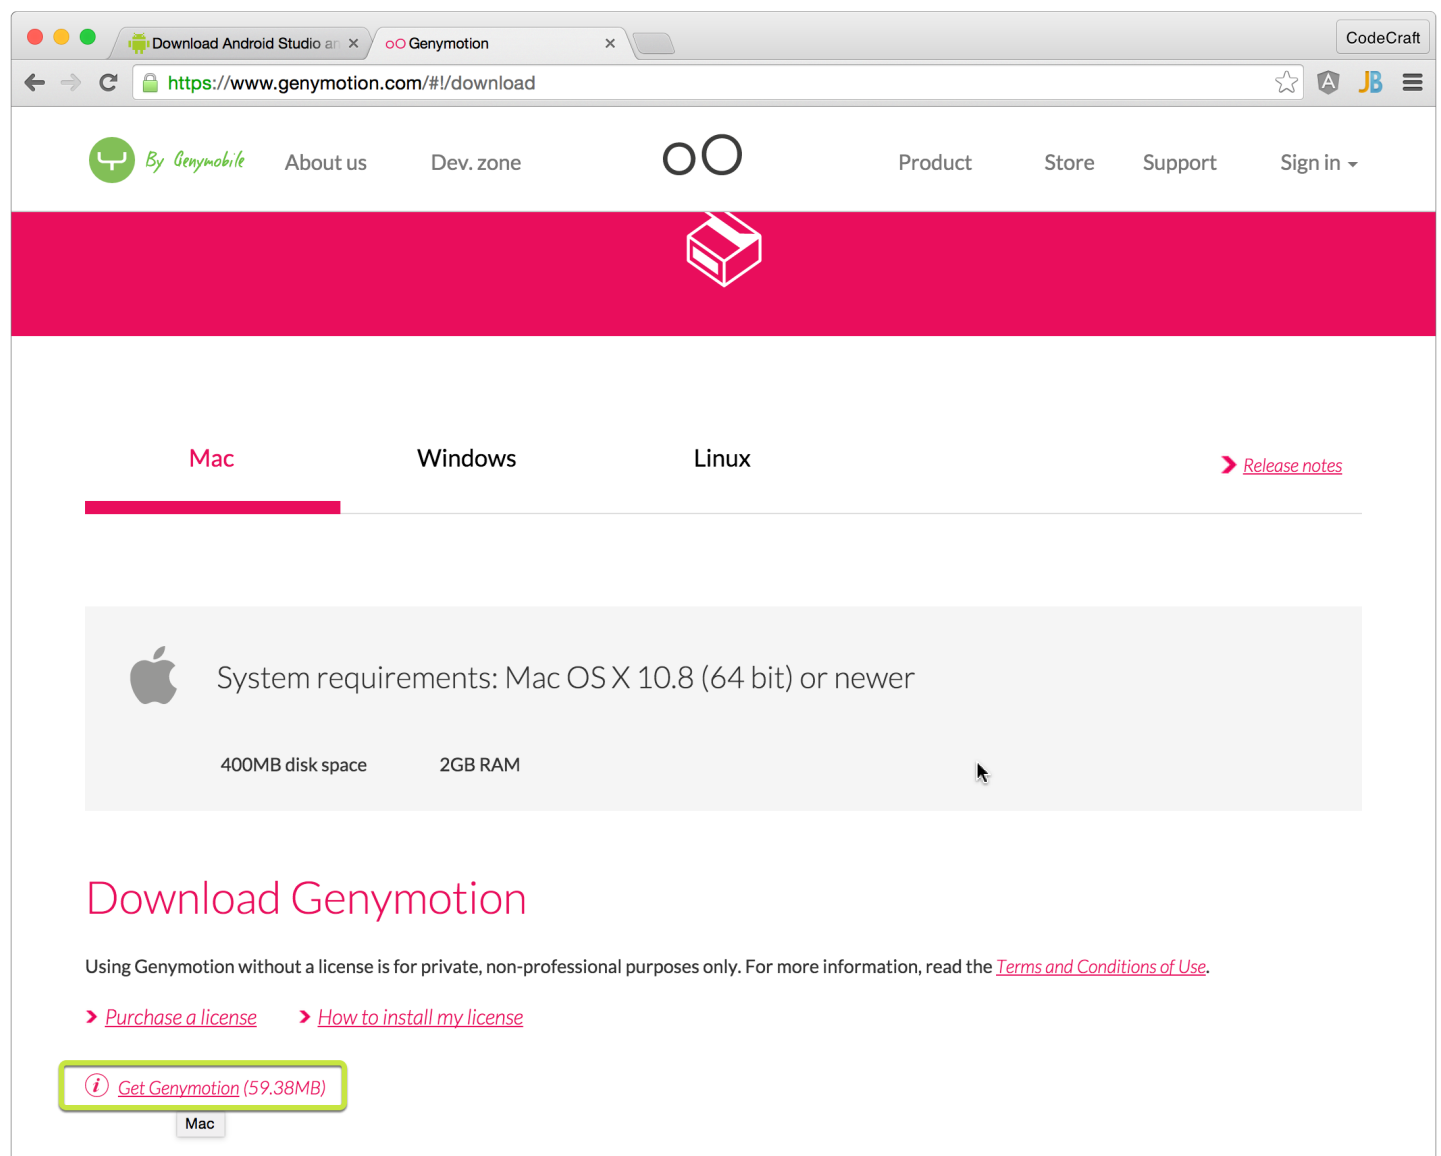 Download Android Studio an
Genymotion
CodeCraft
https://www.genymotion.com/#!/download
By Genymobile
About us
Dev. zone
Product
Store
Support
Sign in
Mac
Windows
Linux
Release notes
System requirements: Mac OS X 10.8 (64 bit) or newer
400MB disk space
2GB RAM
Download Genymotion
Using Genymotion without a license is for private, non-professional purposes only. For more information, read the Terms and Conditions of Use.
Purchase a license
How to install my license
Get Genymotion (59.38MB)
Mac